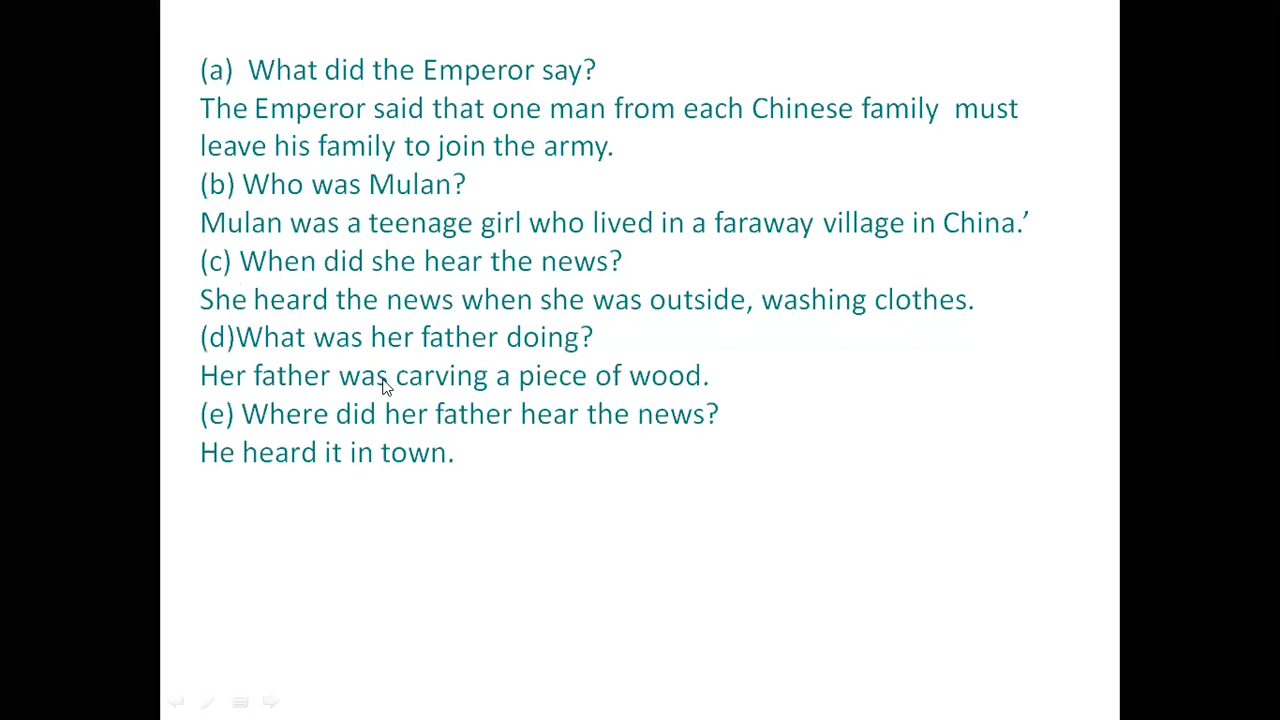 (a)  What did the Emperor say?
The Emperor said that one man from each Chinese family  must
leave his family to join the army.
(b) Who was Mulan?
Mulan was a teenage girl who lived in a faraway village in China.’
(c) When did she hear the news?
She heard the news when she was outside, washing clothes.
(d)What was her father doing?
Her father was carving a piece of wood.
(e) Where did her father hear the news?
He heard it in town.